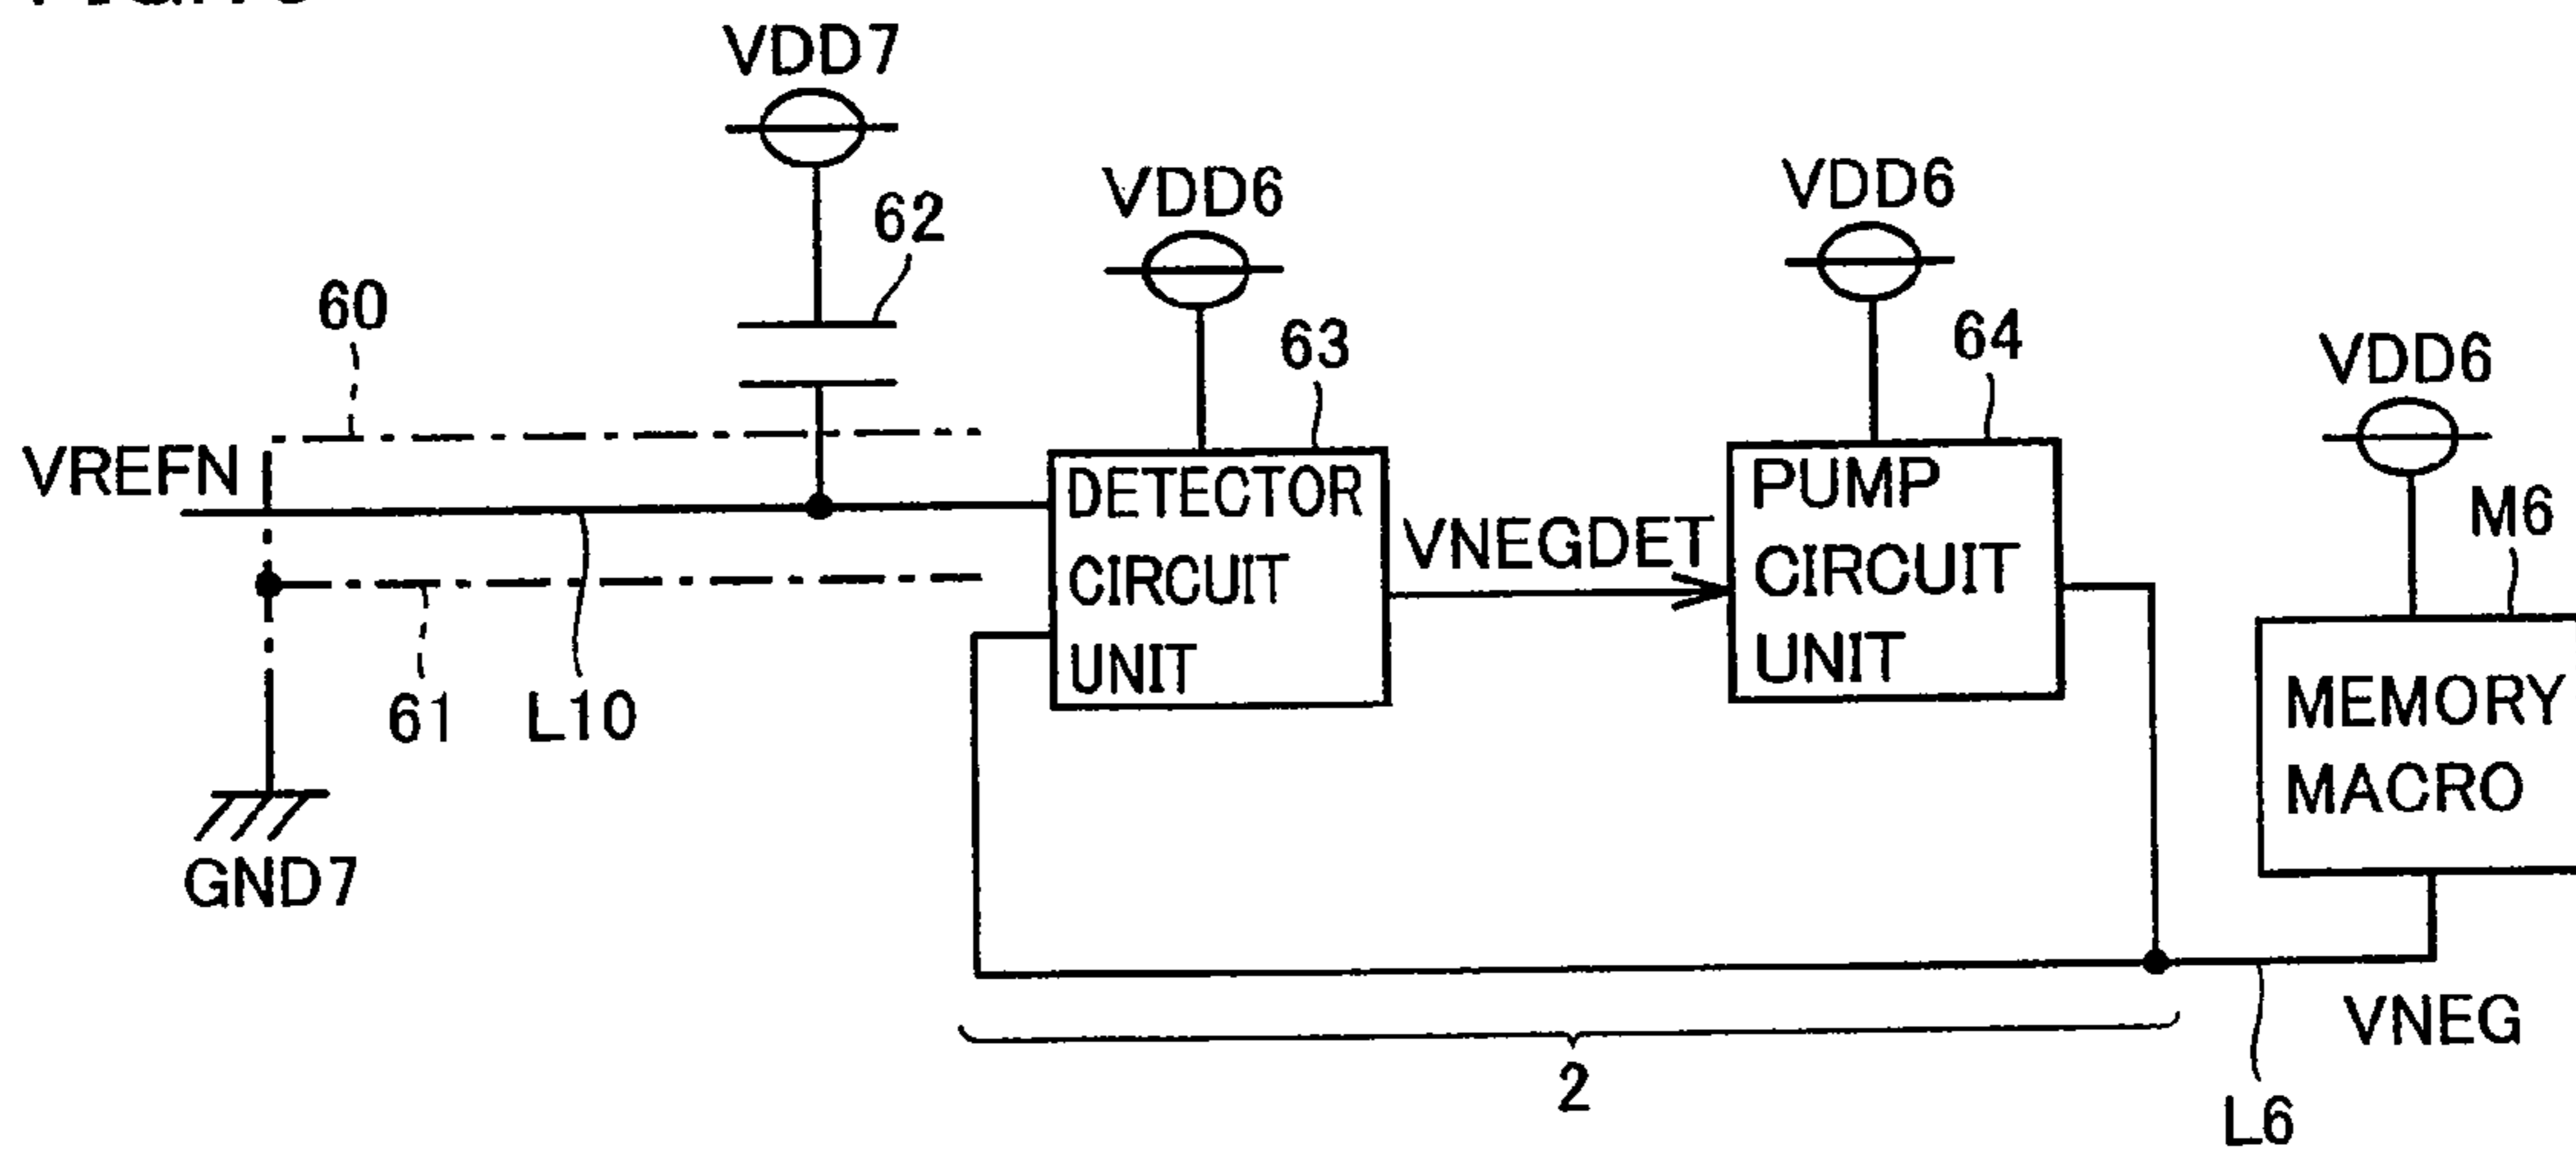 VDD7
VDD6
VDD6
62
60
63
64
VDD6
VREFN
DETECTOR
CIRCUIT
UNIT
VNEGDET
PUMP
CIRCUIT
UNIT
M6
MEMORY
MACRO
61
L10
GND7
VNEG
2
L6